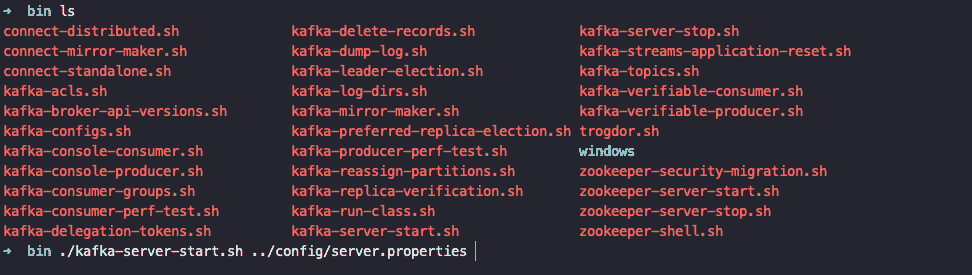 ➜ bin ls
connect-distributed.sh kafka-delete-records.sh kafka-server-stop.sh
connect-mirror-maker.sh kafka-dump-log.sh kafka-streams-application-reset.sh
connect-standalone.sh kafka-leader-election.sh kafka-topics.sh
kafka-acls.sh kafka-log-dirs.sh kafka-verifiable-consumer.sh
kafka-broker-api-versions.sh kafka-mirror-maker.sh kafka-verifiable-producer.sh
kafka-configs.sh kafka-preferred-replica-election.sh trogdor.sh
kafka-console-consumer.sh kafka-producer-perf-test.sh windows
kafka-console-producer.sh kafka-reassign-partitions.sh zookeeper-security-migration.sh
kafka-consumer-groups.sh kafka-replica-verification.sh zookeeper-server-start.sh
kafka-consumer-perf-test.sh kafka-run-class.sh zookeeper-server-stop.sh
kafka-delegation-tokens.sh kafka-server-start.sh zookeeper-shell.sh
➜ bin ./kafka-server-start.sh ../config/server.properties